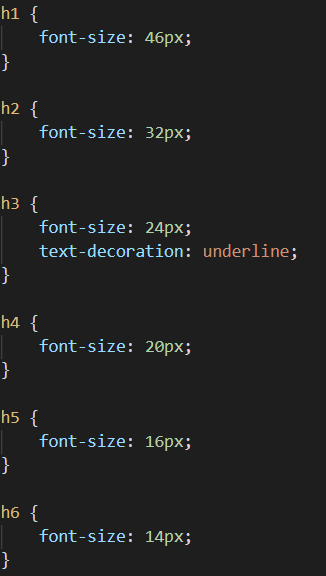 h1 {
    font-size: 46px;
}

h2 {
    font-size: 32px;
}

h3 {
    font-size: 24px;
    text-decoration: underline;
}

h4 {
    font-size: 20px;
}

h5 {
    font-size: 16px;
}

h6 {
    font-size: 14px;
}